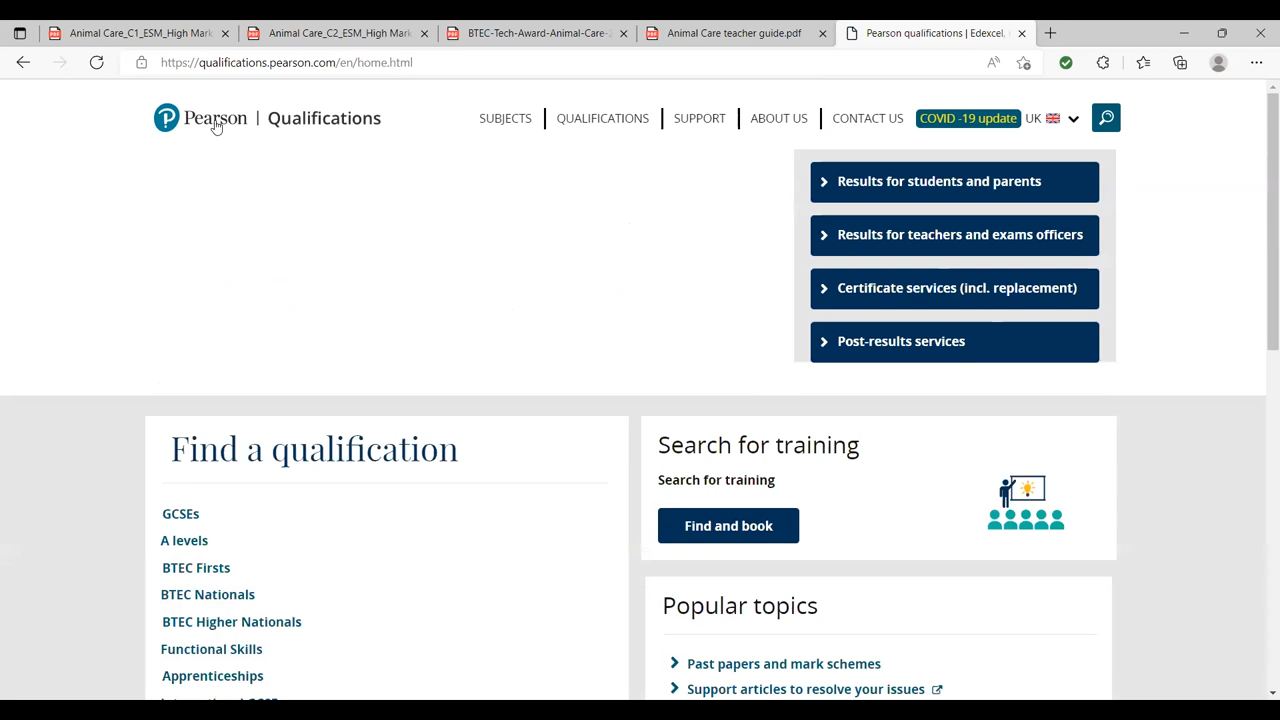 Animal Care_C1_ESM_High Mark
Animal Care_C2_ESM_High Mark
BTEC-Tech-Award-Animal-Care-
Animal Care teacher guide.pdf
Pearson qualifications | Edexcel,
https://qualifications.pearson.com/en/home.html
Pearson | Qualifications
SUBJECTS
QUALIFICATIONS
SUPPORT
ABOUT US
CONTACT US
COVID -19 update
UK
Results for students and parents
Results for teachers and exams officers
Certificate services (incl. replacement)
Post-results services
Find a qualification
GCSEs
A levels
BTEC Firsts
BTEC Nationals
BTEC Higher Nationals
Functional Skills
Apprenticeships
Search for training
Search for training
Find and book
Popular topics
Past papers and mark schemes
Support articles to resolve your issues